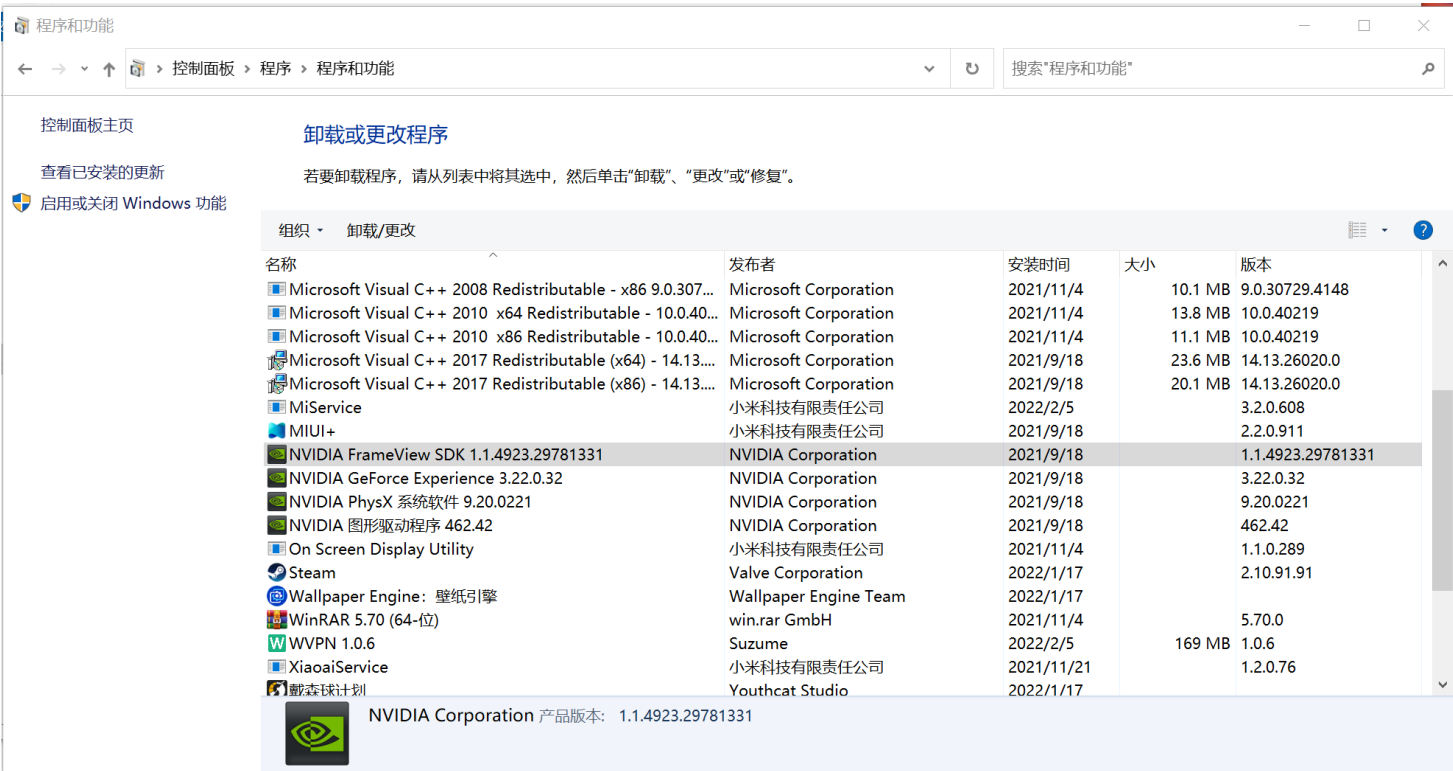 程序和功能
控制面板 程序 程序和功能
搜索"程序和功能"
控制面板主页
查看已安装的更新
启用或关闭 Windows 功能
卸载或更改程序
若要卸载程序，请从列表中将其选中，然后单击“卸载”、“更改”或“修复”。
组织 卸载/更改
名称 发布者 安装时间 大小 版本
Microsoft Visual C++ 2008 Redistributable - x86 9.0.307... Microsoft Corporation 2021/11/4 10.1 MB 9.0.30729.4148
Microsoft Visual C++ 2010 x64 Redistributable - 10.0.40... Microsoft Corporation 2021/11/4 13.8 MB 10.0.40219
Microsoft Visual C++ 2010 x86 Redistributable - 10.0.40... Microsoft Corporation 2021/11/4 11.1 MB 10.0.40219
Microsoft Visual C++ 2017 Redistributable (x64) - 14.13.... Microsoft Corporation 2021/9/18 23.6 MB 14.13.26020.0
Microsoft Visual C++ 2017 Redistributable (x86) - 14.13.... Microsoft Corporation 2021/9/18 20.1 MB 14.13.26020.0
MiService 小米科技有限责任公司 2022/2/5 3.2.0.608
MIUI+ 小米科技有限责任公司 2021/9/18 2.2.0.911
NVIDIA FrameView SDK 1.1.4923.29781331 NVIDIA Corporation 2021/9/18 1.1.4923.29781331
NVIDIA GeForce Experience 3.22.0.32 NVIDIA Corporation 2021/9/18 3.22.0.32
NVIDIA PhysX 系统软件 9.20.0221 NVIDIA Corporation 2021/9/18 9.20.0221
NVIDIA 图形驱动程序 462.42 NVIDIA Corporation 2021/9/18 462.42
On Screen Display Utility 小米科技有限责任公司 2021/11/4 1.1.0.289
Steam Valve Corporation 2022/1/17 2.10.91.91
Wallpaper Engine：壁纸引擎 Wallpaper Engine Team 2022/1/17
WinRAR 5.70 (64-位) win.rar GmbH 2021/11/4 5.70.0
W WVPN 1.0.6 Suzume 2022/2/5 169 MB 1.0.6
XiaoaiService 小米科技有限责任公司 2021/11/21 1.2.0.76
戴森球计划 Youthcat Studio 2022/1/17
NVIDIA Corporation 产品版本: 1.1.4923.29781331